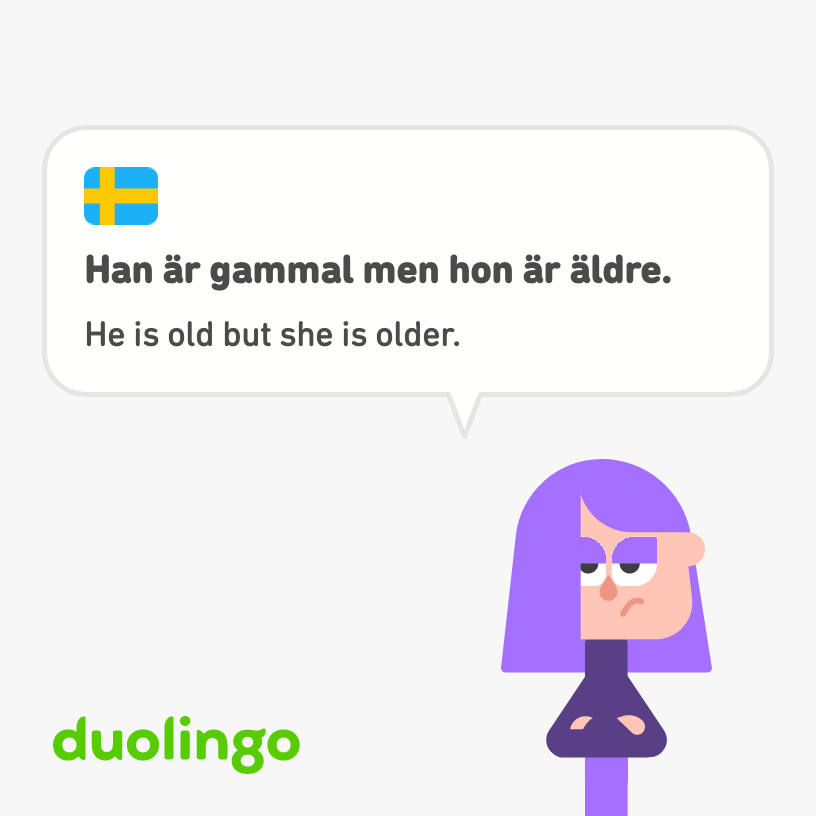 Han är gammal men hon är äldre.
He is old but she is older.
duolingo